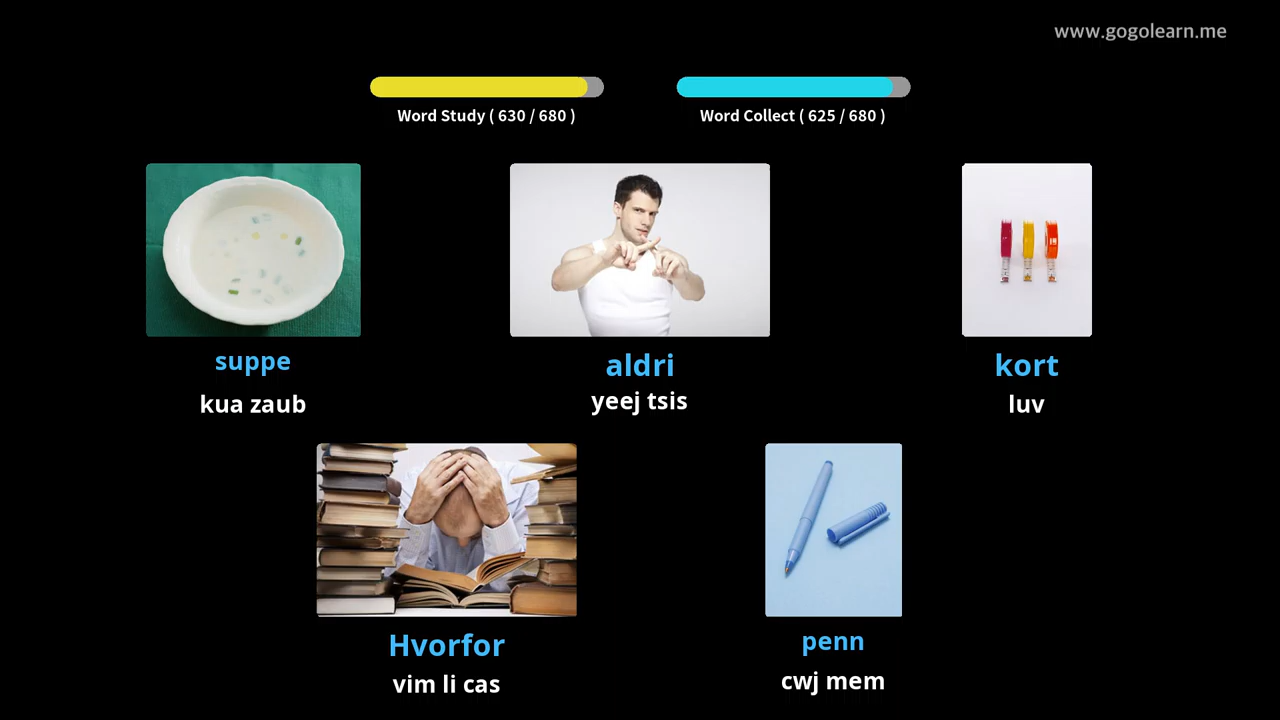 www.gogolearn.me
Word Study ( 630 / 680 )
Word Collect ( 625 / 680 )
suppe
kua zaub
aldri
yeej tsis
kort
luv
Hvorfor
vim li cas
penn
cwj mem